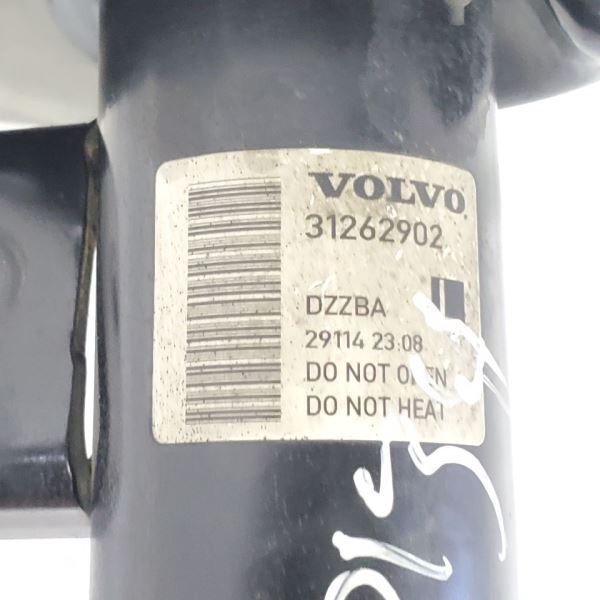 VOLVO
31262902
DZZBA
29114 23:08
DO NOT OPEN
DO NOT HEAT